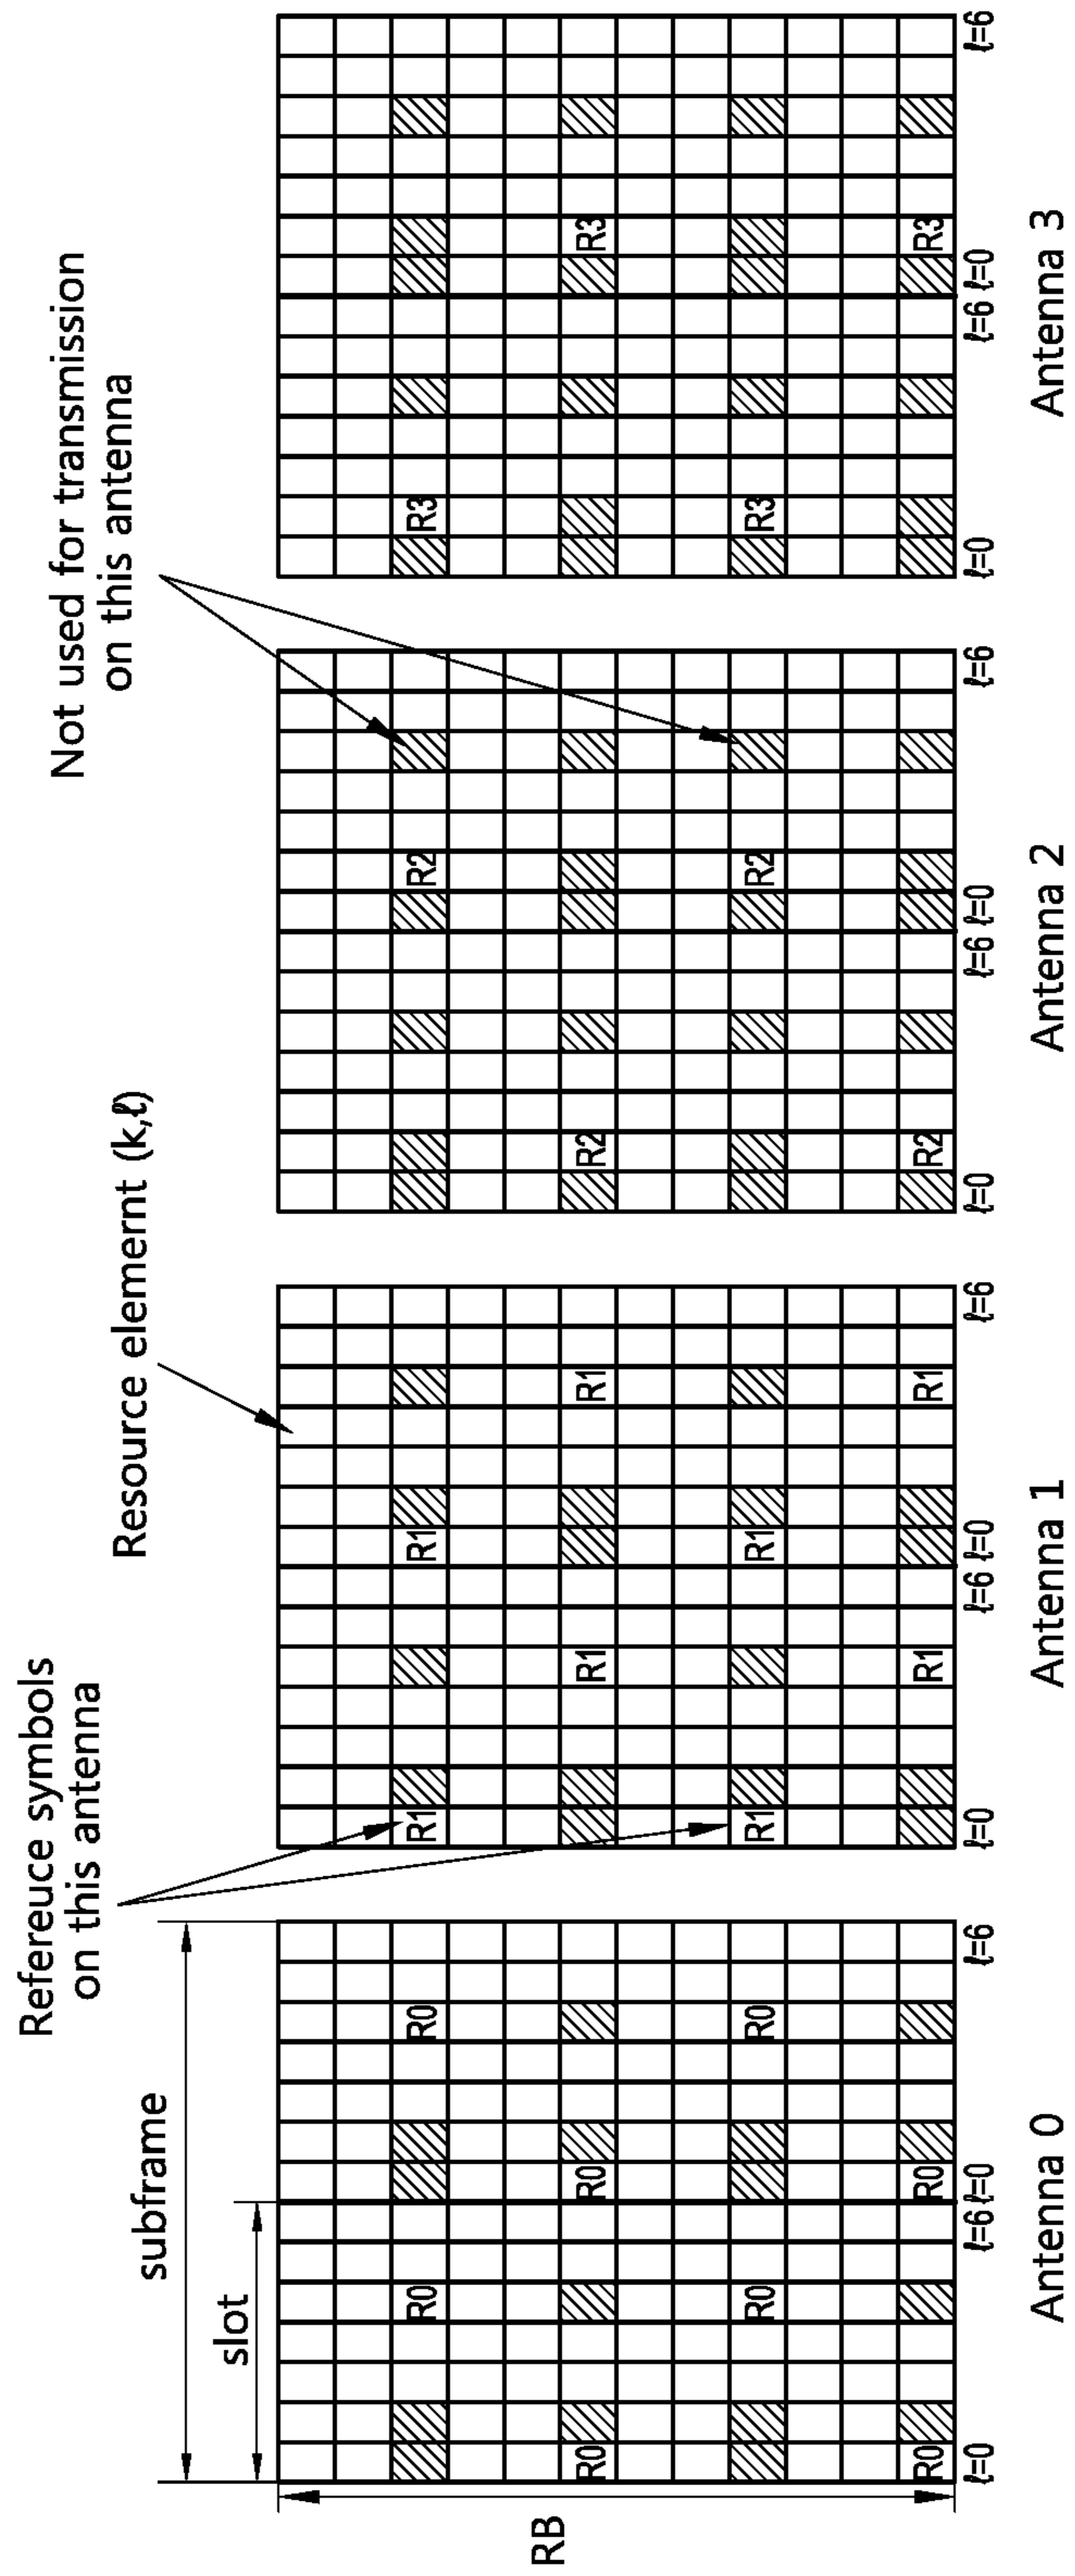 Refereuce symbols
on this antenna
Not used for transmission
on this antenna
Resource elemernt (k,ℓ)
subframe
slot
RB
R0 R0 R1 R1 R2 R3
R0 R0 R1 R1 R2 R3
R0 R0 R1 R1 R2 R3
R0 R0 R1 R1 R2 R3
ℓ=0 ℓ=6 ℓ=0 ℓ=6 ℓ=0 ℓ=6 ℓ=0 ℓ=6 ℓ=0 ℓ=6 ℓ=0 ℓ=6 ℓ=0 ℓ=6 ℓ=0 ℓ=6
Antenna 0 Antenna 1 Antenna 2 Antenna 3